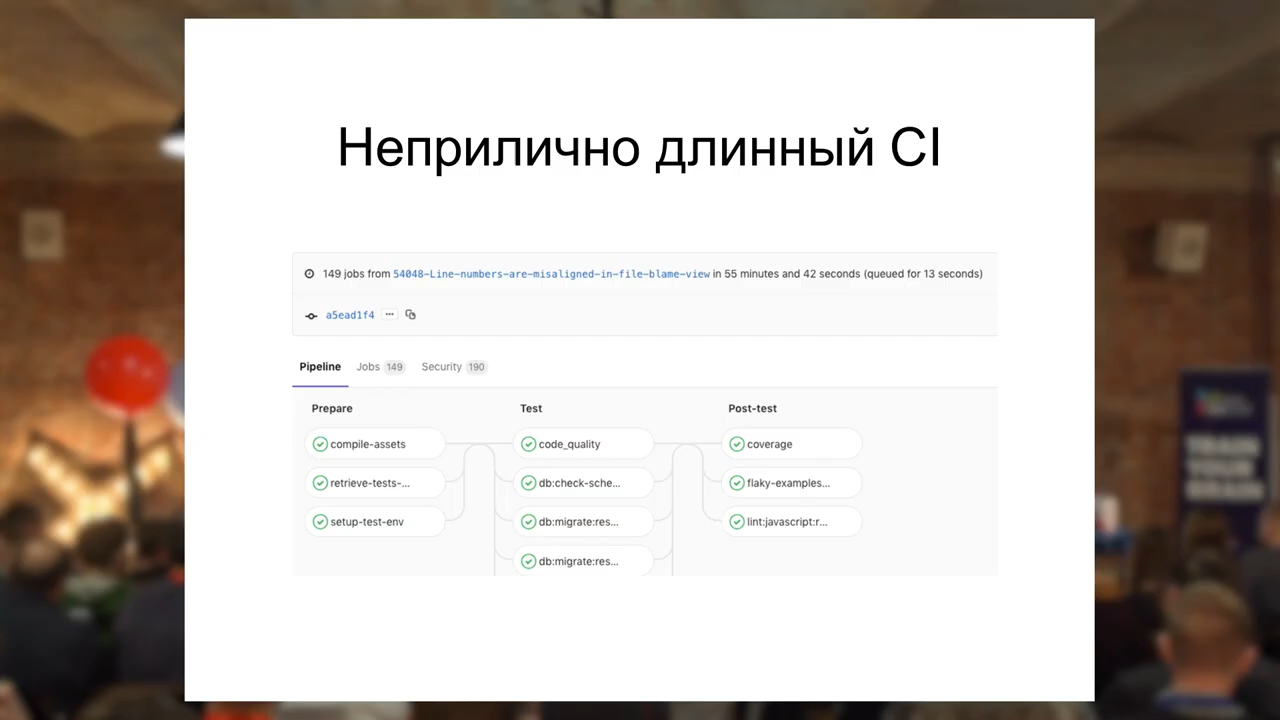 Неприлично длинный CI
149 jobs from 54048-Line-numbers-are-misaligned-in-file-blame-view in 55 minutes and 42 seconds (queued for 13 seconds)
a5ead1f4 ...
Pipeline Jobs 149 Security 190
Prepare Test Post-test
compile-assets code_quality coverage
retrieve-tests-... db:check-sche... flaky-examples...
setup-test-env db:migrate:res... lint:javascript:r...
db:migrate:res...
TRAIN
YOUR
BRAIN